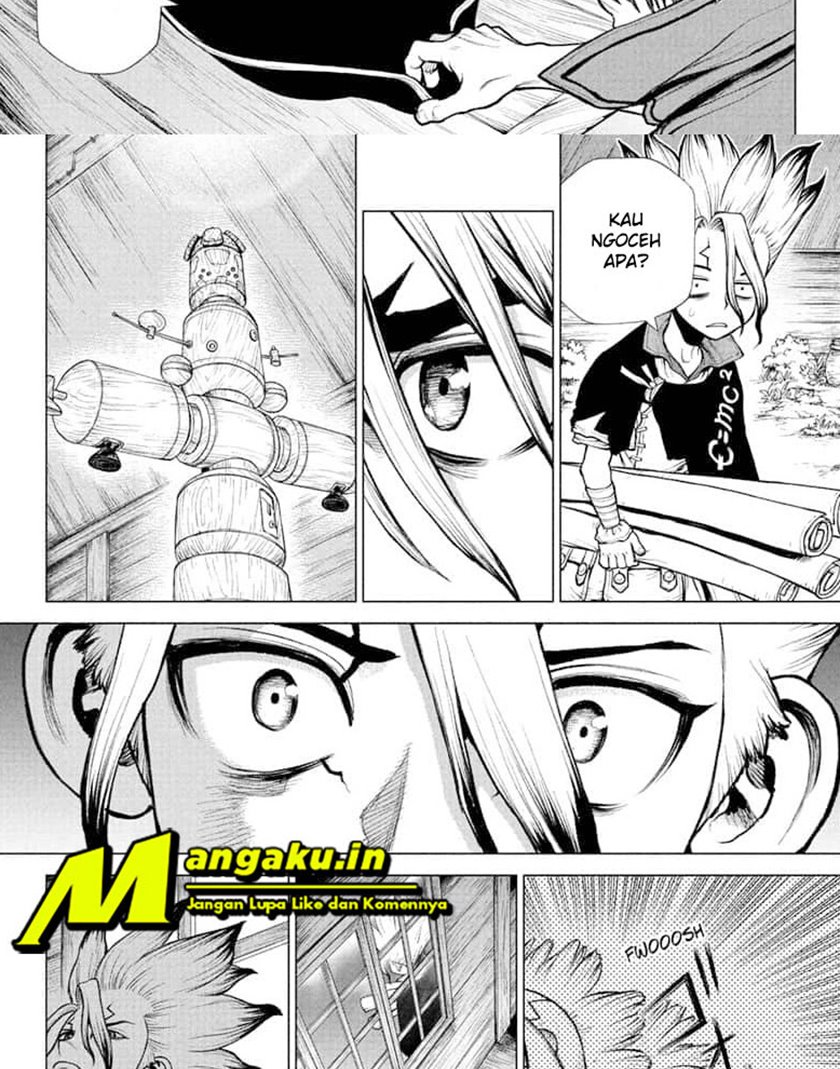 KAU
NGOCEH
APA?
E=mc²
Mangaku.in
Jangan Lupa Like dan Komennya
FWOOOSH